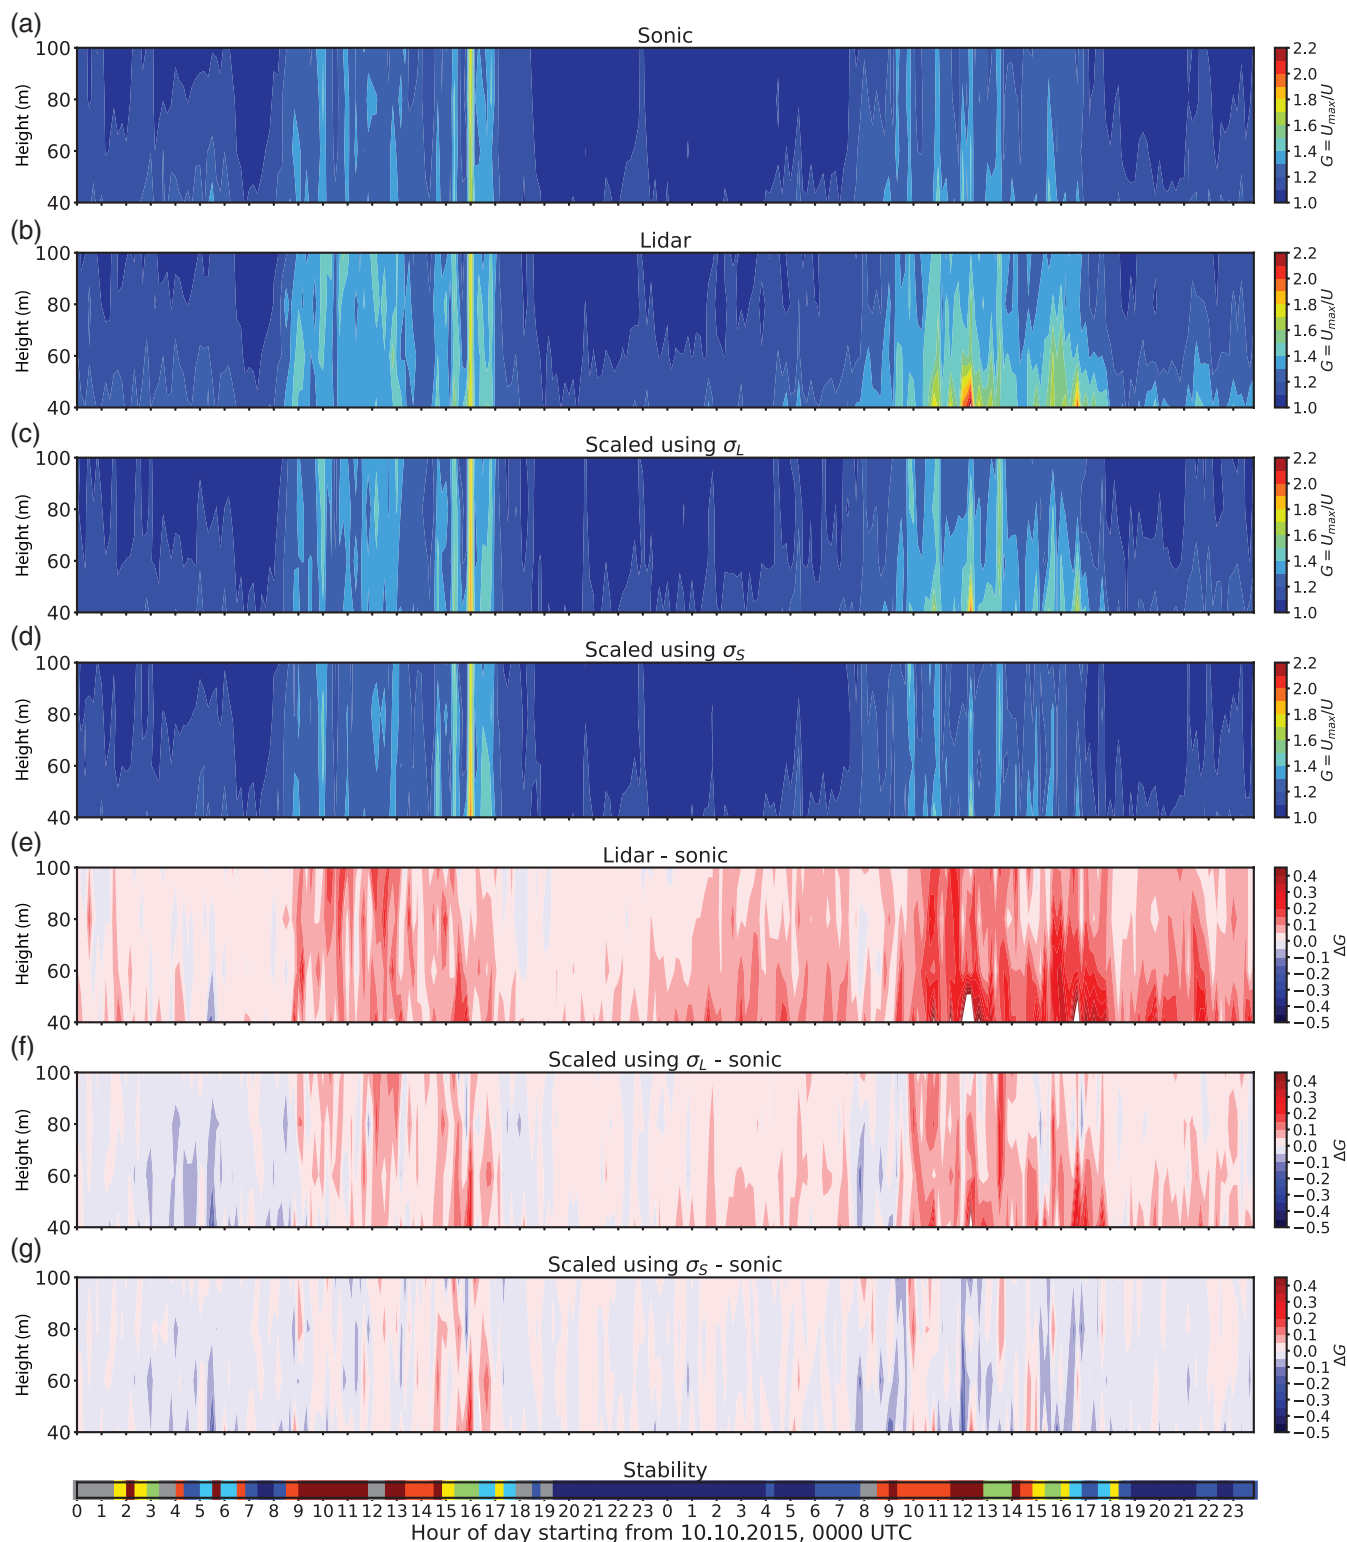 (a)
Sonic
100
80
60
40
Height (m)
2.2
2.0
1.8
1.6
1.4
1.2
1.0
G = Umax/U
(b)
Lidar
100
80
60
40
Height (m)
2.2
2.0
1.8
1.6
1.4
1.2
1.0
G = Umax/U
(c)
Scaled using σL
100
80
60
40
Height (m)
2.2
2.0
1.8
1.6
1.4
1.2
1.0
G = Umax/U
(d)
Scaled using σS
100
80
60
40
Height (m)
2.2
2.0
1.8
1.6
1.4
1.2
1.0
G = Umax/U
(e)
Lidar - sonic
100
80
60
40
Height (m)
0.4
0.3
0.2
0.1
0.0
−0.1
−0.2
−0.3
−0.4
−0.5
ΔG
(f)
Scaled using σL - sonic
100
80
60
40
Height (m)
0.4
0.3
0.2
0.1
0.0
−0.1
−0.2
−0.3
−0.4
−0.5
ΔG
(g)
Scaled using σS - sonic
100
80
60
40
Height (m)
0.4
0.3
0.2
0.1
0.0
−0.1
−0.2
−0.3
−0.4
−0.5
ΔG
Stability
0 1 2 3 4 5 6 7 8 9 10 11 12 13 14 15 16 17 18 19 20 21 22 23 0 1 2 3 4 5 6 7 8 9 10 11 12 13 14 15 16 17 18 19 20 21 22 23
Hour of day starting from 10.10.2015, 0000 UTC